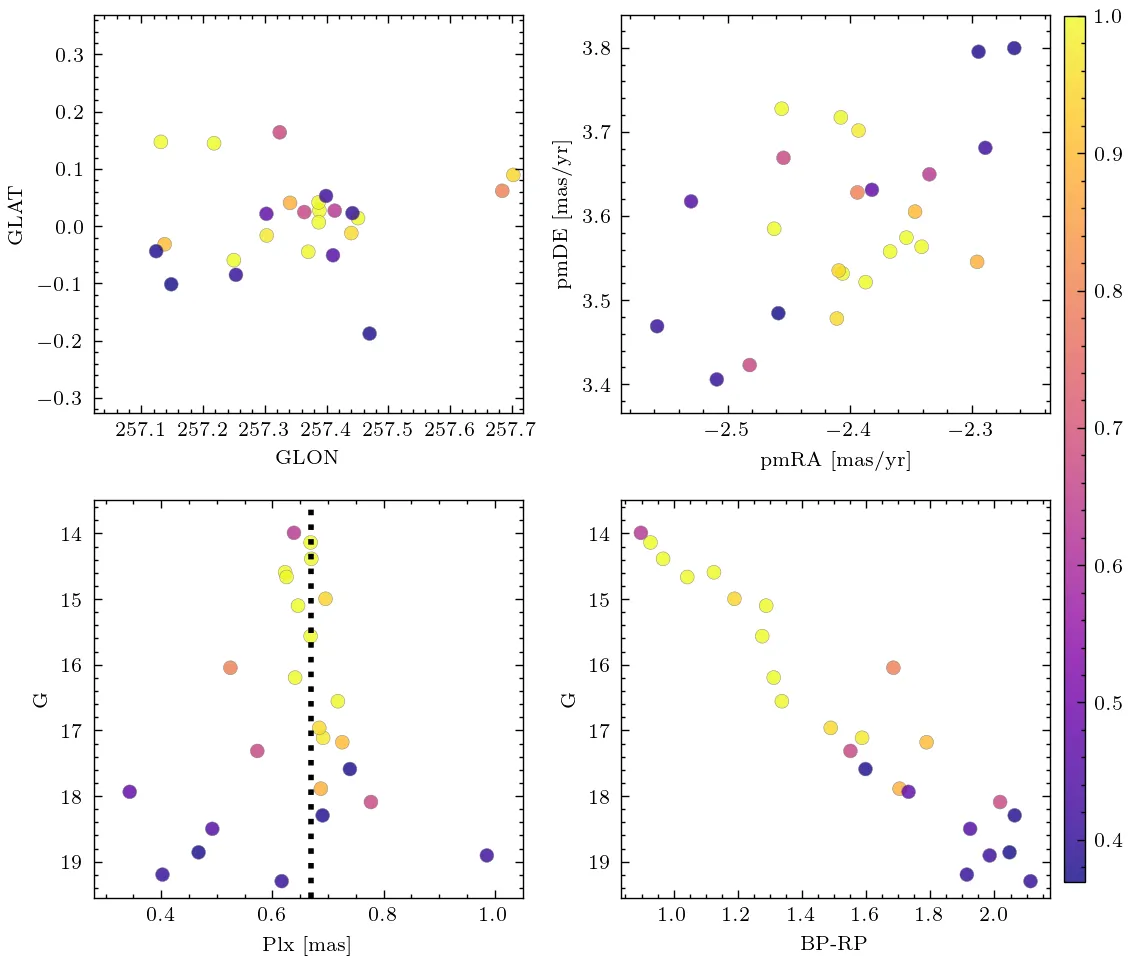 0.3
0.2
0.1
0.0
−0.1
−0.2
−0.3
GLAT
257.1 257.2 257.3 257.4 257.5 257.6 257.7
GLON
3.8
3.7
3.6
3.5
3.4
pmDE [mas/yr]
−2.5 −2.4 −2.3
pmRA [mas/yr]
1.0
0.9
0.8
0.7
0.6
0.5
0.4
14
15
16
17
18
19
G
0.4 0.6 0.8 1.0
Plx [mas]
14
15
16
17
18
19
G
1.0 1.2 1.4 1.6 1.8 2.0
BP-RP